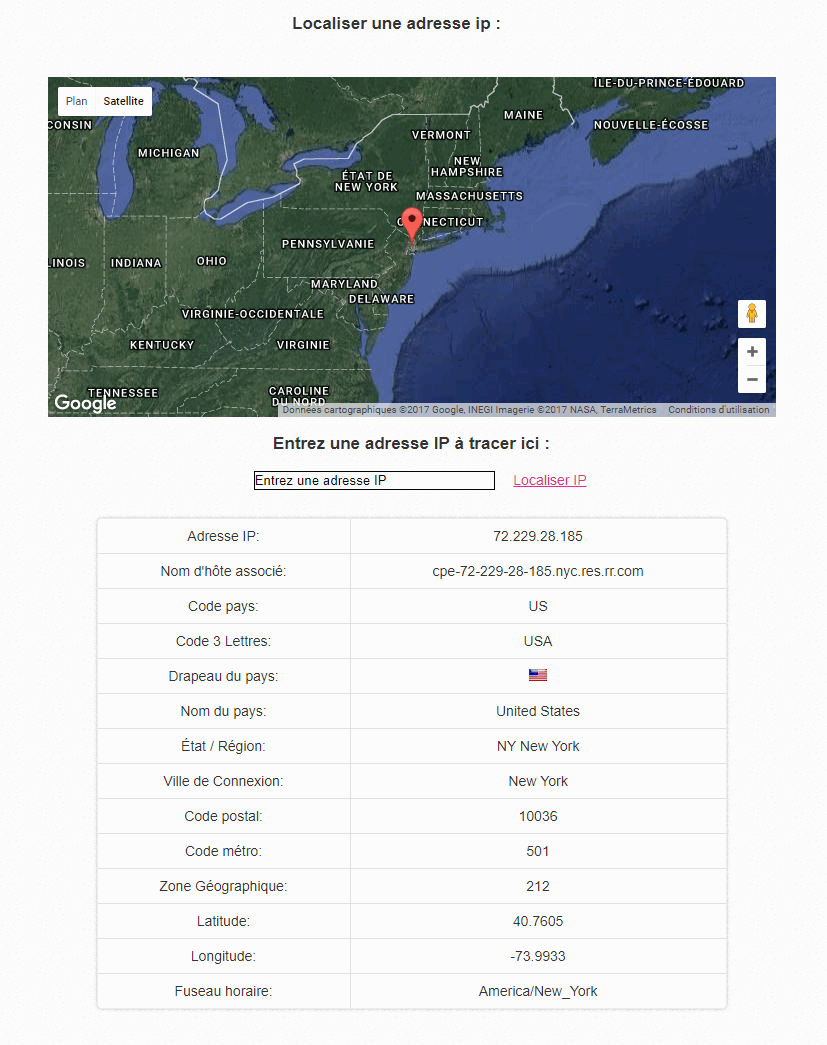 Localiser une adresse ip :
Plan Satellite
ÎLE-DU-PRINCE-ÉDOUARD
CONSIN
MAINE
NOUVELLE-ÉCOSSE
VERMONT
MICHIGAN
NEW
HAMPSHIRE
ÉTAT DE
NEW YORK
MASSACHUSETTS
C NNECTICUT
PENNSYLVANIE
LINOIS
INDIANA
OHIO
MARYLAND
DELAWARE
VIRGINIE-OCCIDENTALE
KENTUCKY
VIRGINIE
TENNESSEE
CAROLINE
DU NORD
Google
Données cartographiques ©2017 Google, INEGI Imagerie ©2017 NASA, TerraMetrics Conditions d'utilisation
Entrez une adresse IP à tracer ici :
Entrez une adresse IP Localiser IP
Adresse IP: 72.229.28.185
Nom d'hôte associé: cpe-72-229-28-185.nyc.res.rr.com
Code pays: US
Code 3 Lettres: USA
Drapeau du pays:
Nom du pays: United States
État / Région: NY New York
Ville de Connexion: New York
Code postal: 10036
Code métro: 501
Zone Géographique: 212
Latitude: 40.7605
Longitude: -73.9933
Fuseau horaire: America/New_York